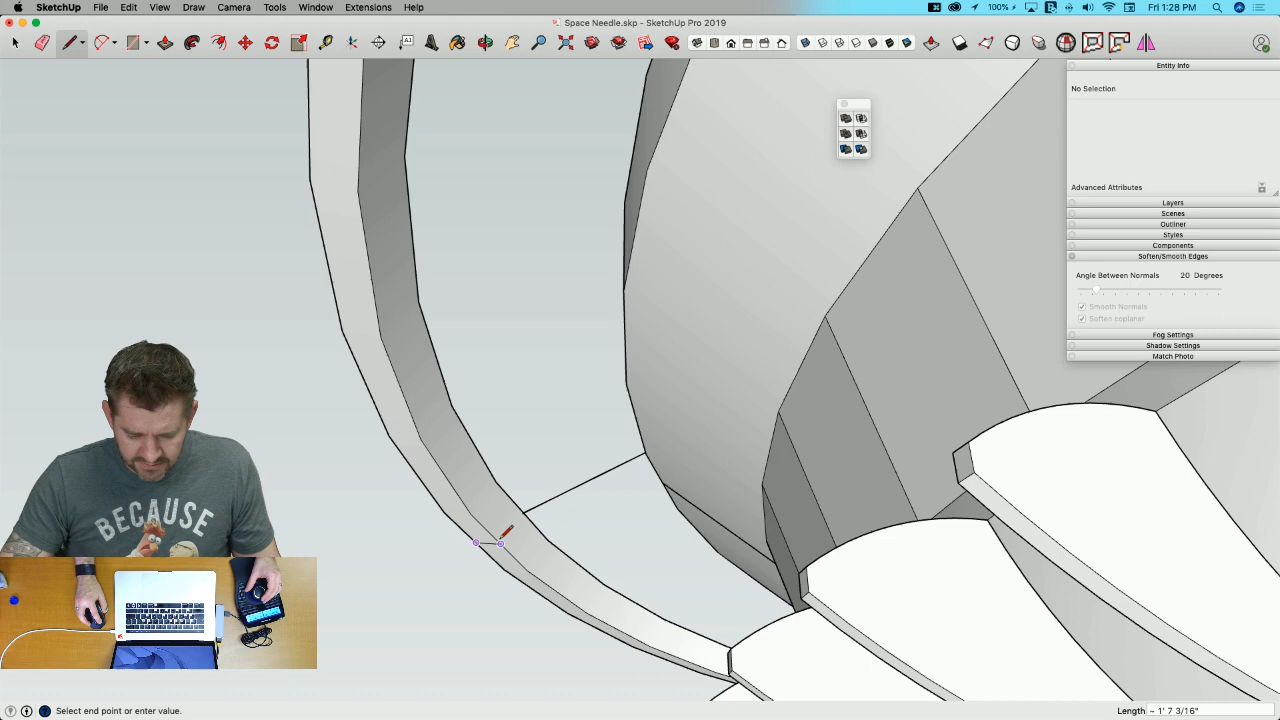 SketchUp File Edit View Draw Camera Tools Window Extensions Help
100% Fri 1:28 PM
Space Needle.skp - SketchUp Pro 2019
Entity Info
No Selection
Advanced Attributes
Layers
Scenes
Outliner
Styles
Components
Soften/Smooth Edges
Angle Between Normals 20 Degrees
Smooth Normals
Soften coplanar
Fog Settings
Shadow Settings
Match Photo
BECAUSE
Select end point or enter value.
Length ~ 1' 7 3/16"